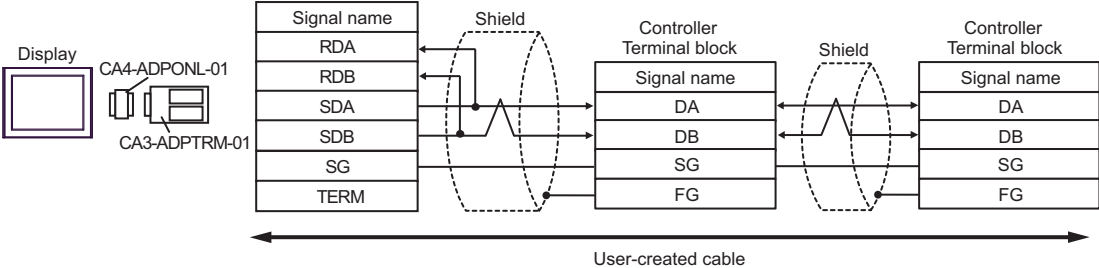 Display
CA4-ADPONL-01
CA3-ADPTRM-01
Signal name
RDA
RDB
SDA
SDB
SG
TERM
Shield
Controller
Terminal block
Signal name
DA
DB
SG
FG
Shield
Controller
Terminal block
Signal name
DA
DB
SG
FG
User-created cable